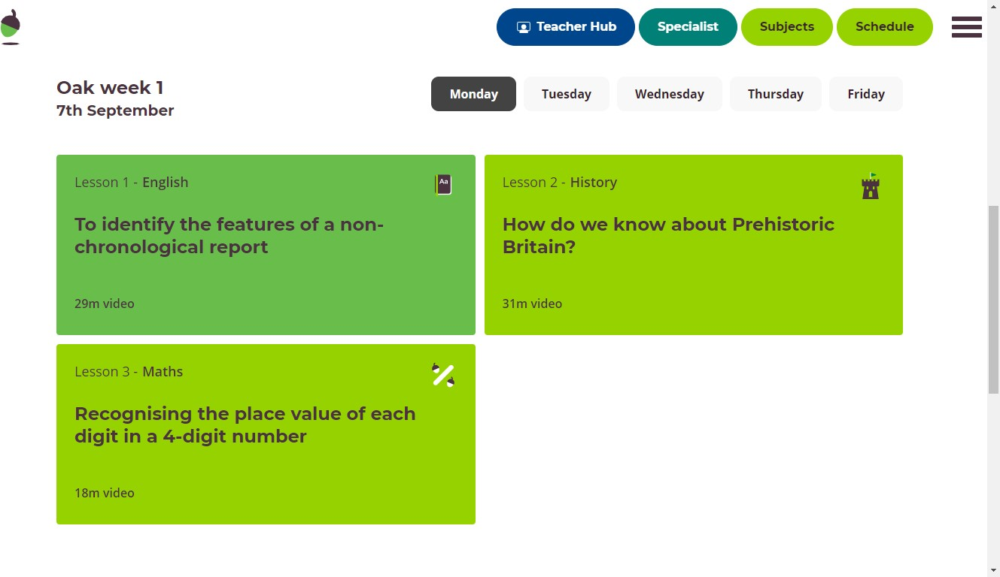 Teacher Hub
Specialist
Subjects
Schedule
Oak week 1
7th September
Monday
Tuesday
Wednesday
Thursday
Friday
Lesson 1 - English
Aa
To identify the features of a non-
chronological report
29m video
Lesson 2 - History
How do we know about Prehistoric
Britain?
31m video
Lesson 3 - Maths
Recognising the place value of each
digit in a 4-digit number
18m video